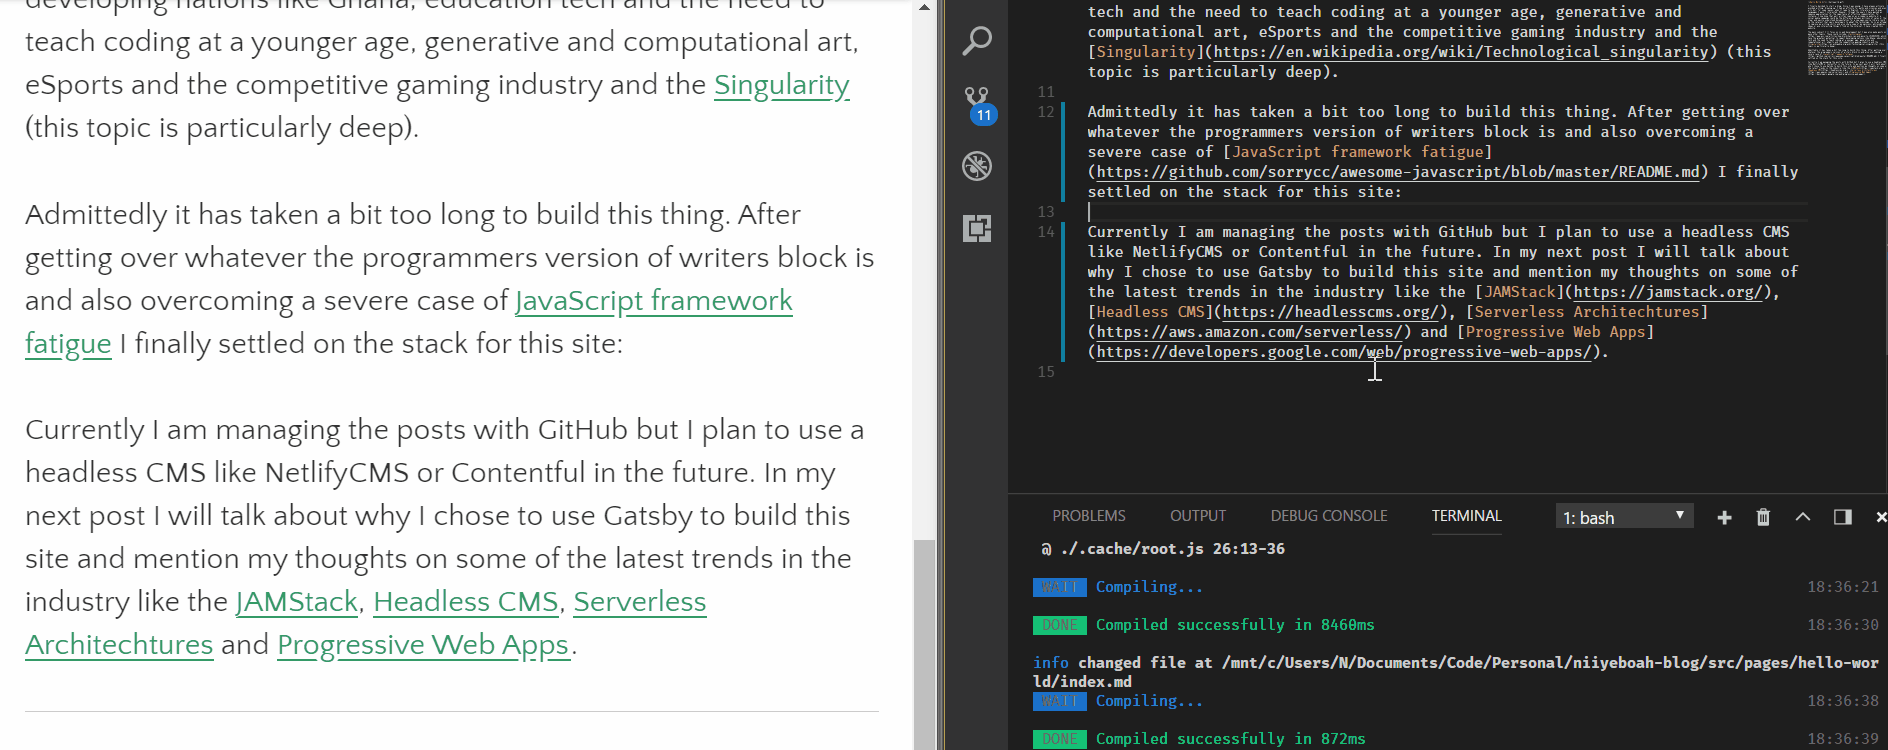 developing nations like Ghana, education tech and the need to
teach coding at a younger age, generative and computational art,
eSports and the competitive gaming industry and the Singularity
(this topic is particularly deep).
Admittedly it has taken a bit too long to build this thing. After
getting over whatever the programmers version of writers block is
and also overcoming a severe case of JavaScript framework
fatigue I finally settled on the stack for this site:
Currently I am managing the posts with GitHub but I plan to use a
headless CMS like NetlifyCMS or Contentful in the future. In my
next post I will talk about why I chose to use Gatsby to build this
site and mention my thoughts on some of the latest trends in the
industry like the JAMStack, Headless CMS, Serverless
Architechtures and Progressive Web Apps.
11
tech and the need to teach coding at a younger age, generative and
computational art, eSports and the competitive gaming industry and the
[Singularity](https://en.wikipedia.org/wiki/Technological_singularity) (this
topic is particularly deep).
11
12 Admittedly it has taken a bit too long to build this thing. After getting over
whatever the programmers version of writers block is and also overcoming a
severe case of [JavaScript framework fatigue]
(https://github.com/sorrycc/awesome-javascript/blob/master/README.md) I finally
settled on the stack for this site:
13
14 Currently I am managing the posts with GitHub but I plan to use a headless CMS
like NetlifyCMS or Contentful in the future. In my next post I will talk about
why I chose to use Gatsby to build this site and mention my thoughts on some of
the latest trends in the industry like the [JAMStack](https://jamstack.org/),
[Headless CMS](https://headlesscms.org/), [Serverless Architechtures]
(https://aws.amazon.com/serverless/) and [Progressive Web Apps]
(https://developers.google.com/web/progressive-web-apps/).
15
PROBLEMS OUTPUT DEBUG CONSOLE TERMINAL 1: bash
@ ./.cache/root.js 26:13-36
WAIT Compiling... 18:36:21
DONE Compiled successfully in 8460ms 18:36:30
info changed file at /mnt/c/Users/N/Documents/Code/Personal/niiyeboah-blog/src/pages/hello-wor
ld/index.md
WAIT Compiling... 18:36:38
DONE Compiled successfully in 872ms 18:36:39